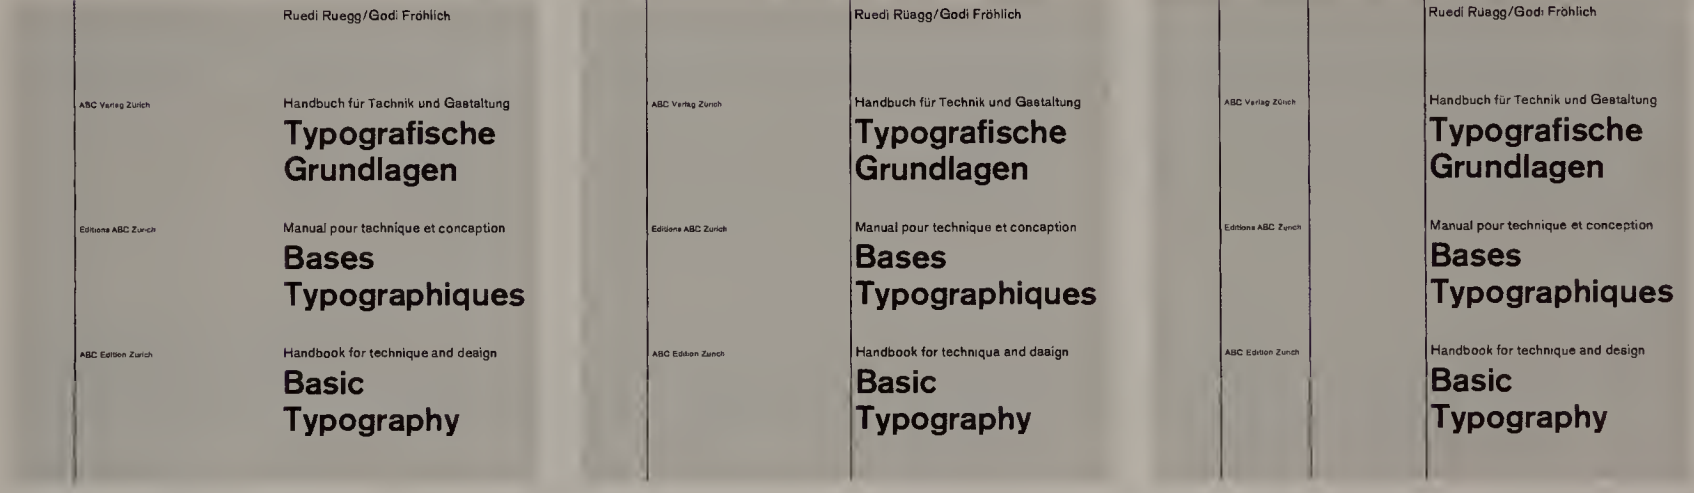 Ruedi Ruegg/Godi Fröhlich
ABC Verlag Zürich
Handbuch für Technik und Gestaltung
Typografische
Grundlagen
Editions ABC Zurich
Manual pour technique et conception
Bases
Typographiques
ABC Edition Zurich
Handbook for technique and design
Basic
Typography
Ruedi Rüegg/Godi Fröhlich
ABC Verlag Zürich
Handbuch für Technik und Gestaltung
Typografische
Grundlagen
Editions ABC Zurich
Manual pour technique et conception
Bases
Typographiques
ABC Edition Zurich
Handbook for technique and design
Basic
Typography
Ruedi Rüegg/Godi Fröhlich
ABC Verlag Zürich
Handbuch für Technik und Gestaltung
Typografische
Grundlagen
Editions ABC Zurich
Manual pour technique et conception
Bases
Typographiques
ABC Edition Zurich
Handbook for technique and design
Basic
Typography